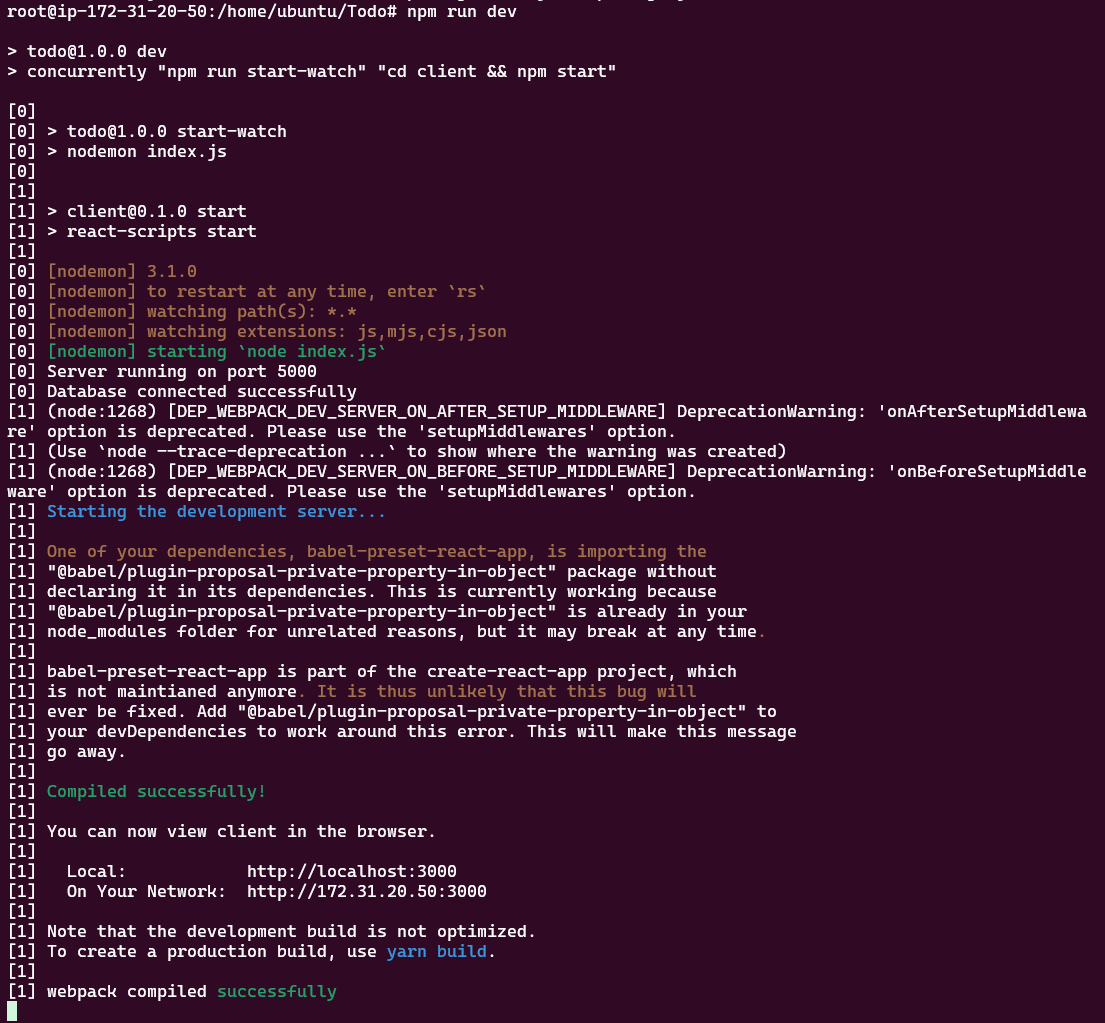 root@ip-172-31-20-50:/home/ubuntu/Todo# npm run dev
> todo@1.0.0 dev
> concurrently "npm run start-watch" "cd client && npm start"
[0]
[0] > todo@1.0.0 start-watch
[0] > nodemon index.js
[0]
[1]
[1] > client@0.1.0 start
[1] > react-scripts start
[1]
[0] [nodemon] 3.1.0
[0] [nodemon] to restart at any time, enter `rs`
[0] [nodemon] watching path(s): *.*
[0] [nodemon] watching extensions: js,mjs,cjs,json
[0] [nodemon] starting `node index.js`
[0] Server running on port 5000
[0] Database connected successfully
[1] (node:1268) [DEP_WEBPACK_DEV_SERVER_ON_AFTER_SETUP_MIDDLEWARE] DeprecationWarning: 'onAfterSetupMiddlewa
re' option is deprecated. Please use the 'setupMiddlewares' option.
[1] (Use `node --trace-deprecation ...` to show where the warning was created)
[1] (node:1268) [DEP_WEBPACK_DEV_SERVER_ON_BEFORE_SETUP_MIDDLEWARE] DeprecationWarning: 'onBeforeSetupMiddle
ware' option is deprecated. Please use the 'setupMiddlewares' option.
[1] Starting the development server...
[1]
[1] One of your dependencies, babel-preset-react-app, is importing the
[1] "@babel/plugin-proposal-private-property-in-object" package without
[1] declaring it in its dependencies. This is currently working because
[1] "@babel/plugin-proposal-private-property-in-object" is already in your
[1] node_modules folder for unrelated reasons, but it may break at any time.
[1]
[1] babel-preset-react-app is part of the create-react-app project, which
[1] is not maintianed anymore. It is thus unlikely that this bug will
[1] ever be fixed. Add "@babel/plugin-proposal-private-property-in-object" to
[1] your devDependencies to work around this error. This will make this message
[1] go away.
[1]
[1] Compiled successfully!
[1]
[1] You can now view client in the browser.
[1]
[1]   Local:            http://localhost:3000
[1]   On Your Network:  http://172.31.20.50:3000
[1]
[1] Note that the development build is not optimized.
[1] To create a production build, use yarn build.
[1]
[1] webpack compiled successfully